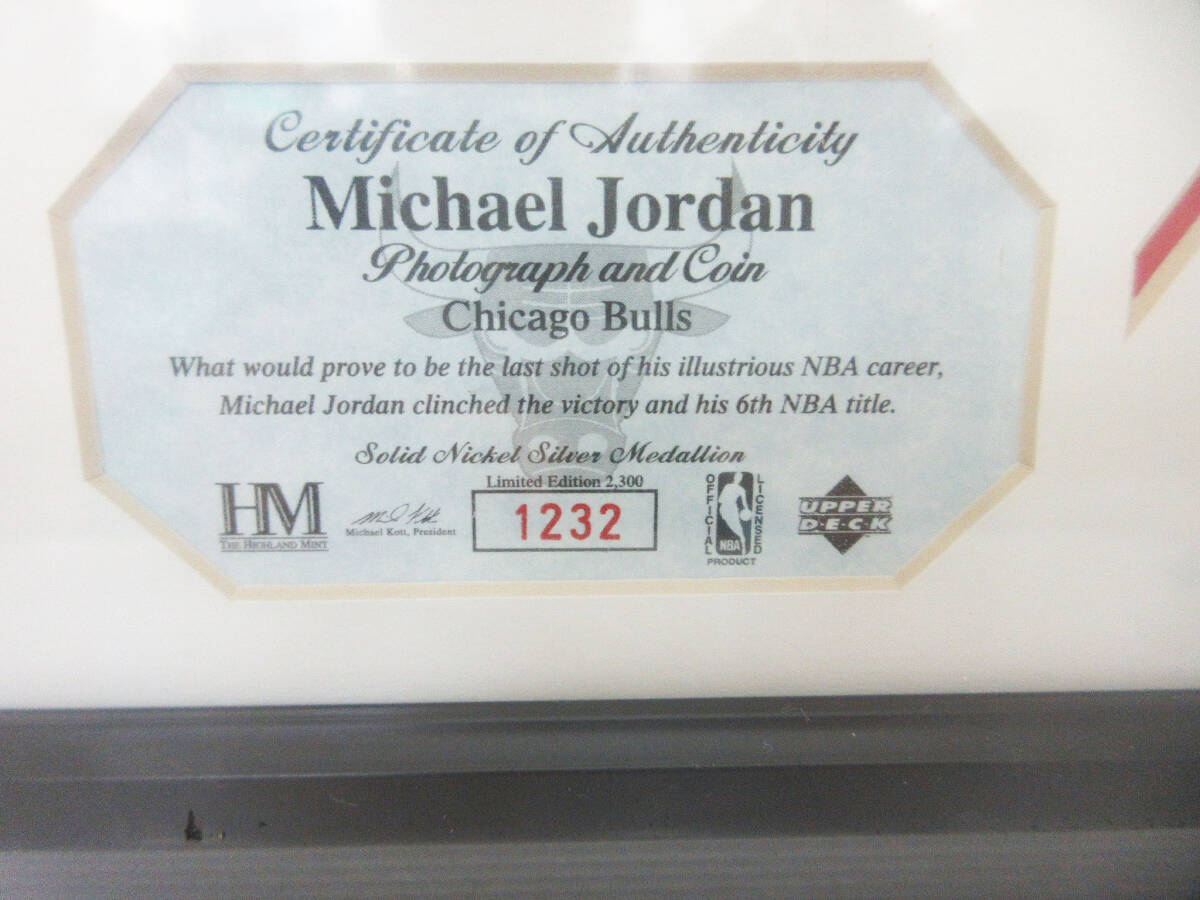 Certificate of Authenticity
Michael Jordan
Photograph and Coin
Chicago Bulls
What would prove to be the last shot of his illustrious NBA career,
Michael Jordan clinched the victory and his 6th NBA title.
Solid Nickel Silver Medallion
Limited Edition 2,300
1232
HM
THE HIGHLAND MINT
Michael Kott, President
OFFICIAL
LICENSED
NBA
PRODUCT
UPPER
D·E·C·K